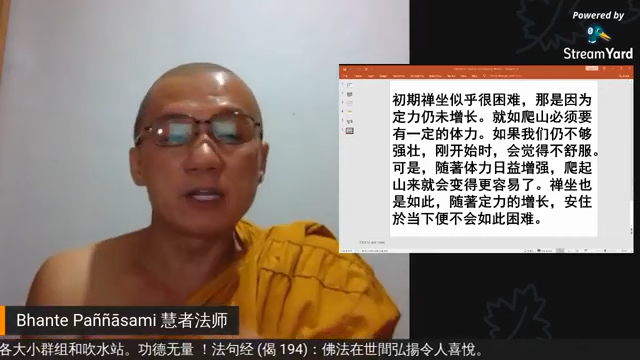 Powered by
StreamYard
初期禅坐似乎很困难，那是因为
定力仍未增长。就如爬山必须要
有一定的体力。如果我们仍不够
强壮，刚开始时，会觉得不舒服。
可是，随著体力日益增强，爬起
山来就会变得更容易了。禅坐也
是如此，随著定力的增长，安住
於当下便不会如此困难。
Bhante Paññāsami 慧者法师
各大小群组和吹水站。功德无量 ！法句经 (偈 194)：佛法在世間弘揚令人喜悅。